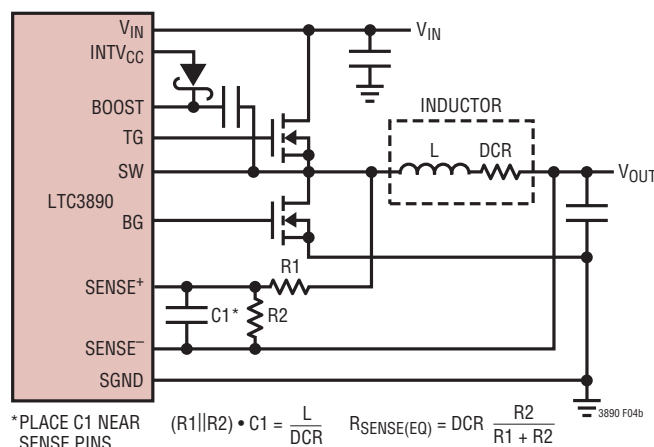 V_IN
V_IN
INTV_CC
BOOST
INDUCTOR
TG
L
DCR
SW
V_OUT
LTC3890
BG
R1
SENSE+
C1*
R2
SENSE–
SGND
3890 F04b
*PLACE C1 NEAR
SENSE PINS
(R1||R2) • C1 = L/DCR
R_SENSE(EQ) = DCR R2/(R1 + R2)